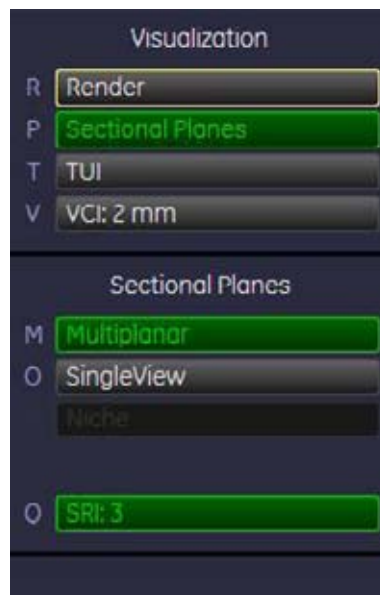 Visualization
R Render
P Sectional Planes
T TUI
V VCI: 2 mm
Sectional Planes
M Multiplanar
O SingleView
Niche
Q SRI: 3